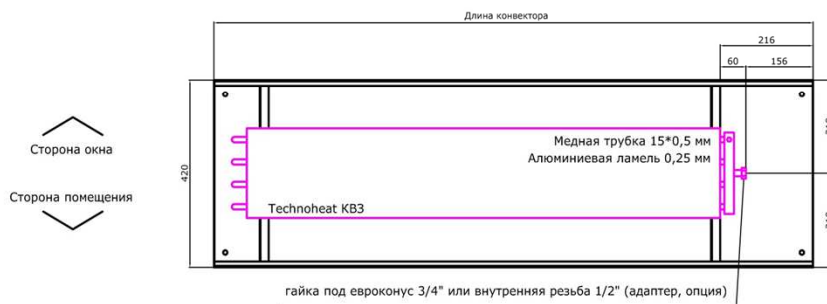 Длина конвектора
216
60
156
Медная трубка 15*0,5 мм
Сторона окна
Алюминиевая ламель 0,25 мм
420
Сторона помещения
Technoheat КВЗ
гайка под евроконус 3/4" или внутренняя резьба 1/2" (адаптер, опция)